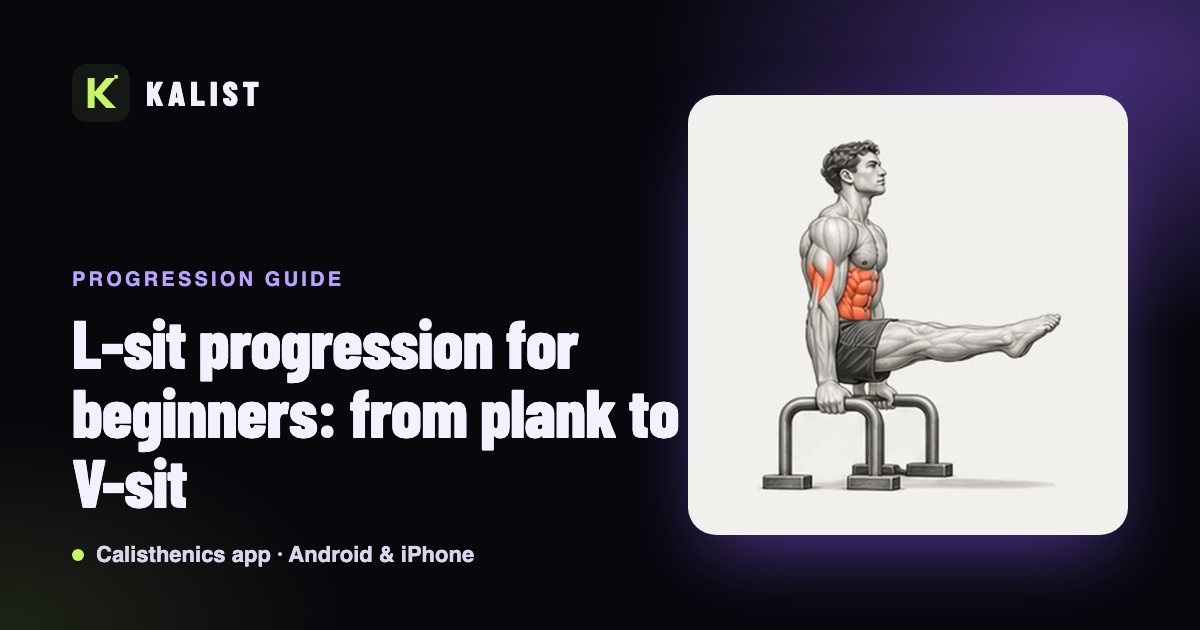 KALIST
PROGRESSION GUIDE
L-sit progression for
beginners: from plank to
V-sit
Calisthenics app · Android & iPhone